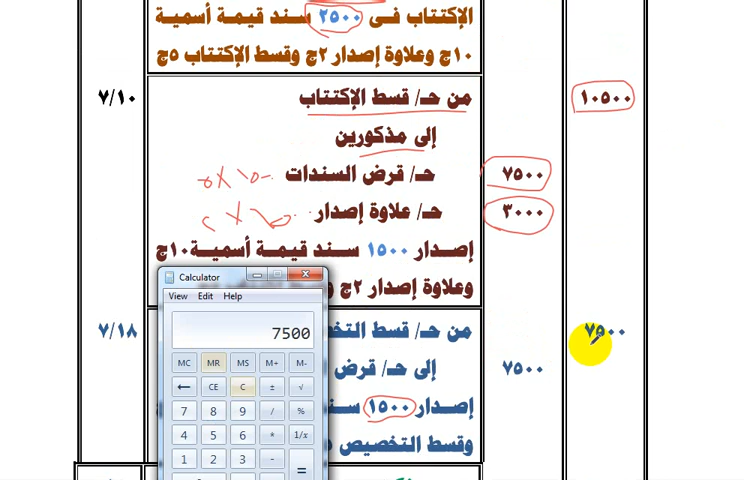 الإكتتاب فى ٢٥٠٠ سند قيمة أسمية
١٠ج وعلاوة إصدار ٢ج وقسط الإكتتاب ٥ج
١٠٥٠٠ من حـ/ قسط الإكتتاب ٧/١٠
إلى مذكورين
٧٥٠٠ حـ/ قرض السندات
٣٠٠٠ حـ/ علاوة إصدار
إصدار ١٥٠٠ سند قيمة أسمية ١٠ج
وعلاوة إصدار ٢ج
Calculator
View Edit Help
7500
MC MR MS M+ M-
← CE C ± √
7 8 9 / %
4 5 6 * 1/x
1 2 3 - =
٧٥٠٠ من حـ/ قسط ٧/١٨
٧٥٠٠ إلى حـ/ قرض
إصدار ١٥٠٠
وقسط التخصيص